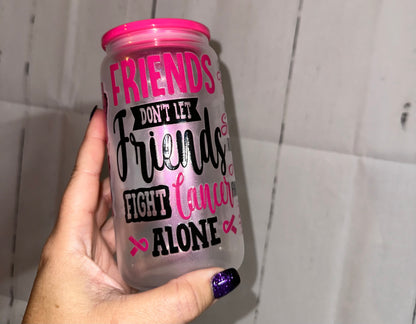 FRIENDS
DON'T LET
Friends
FIGHT Cancer
ALONE